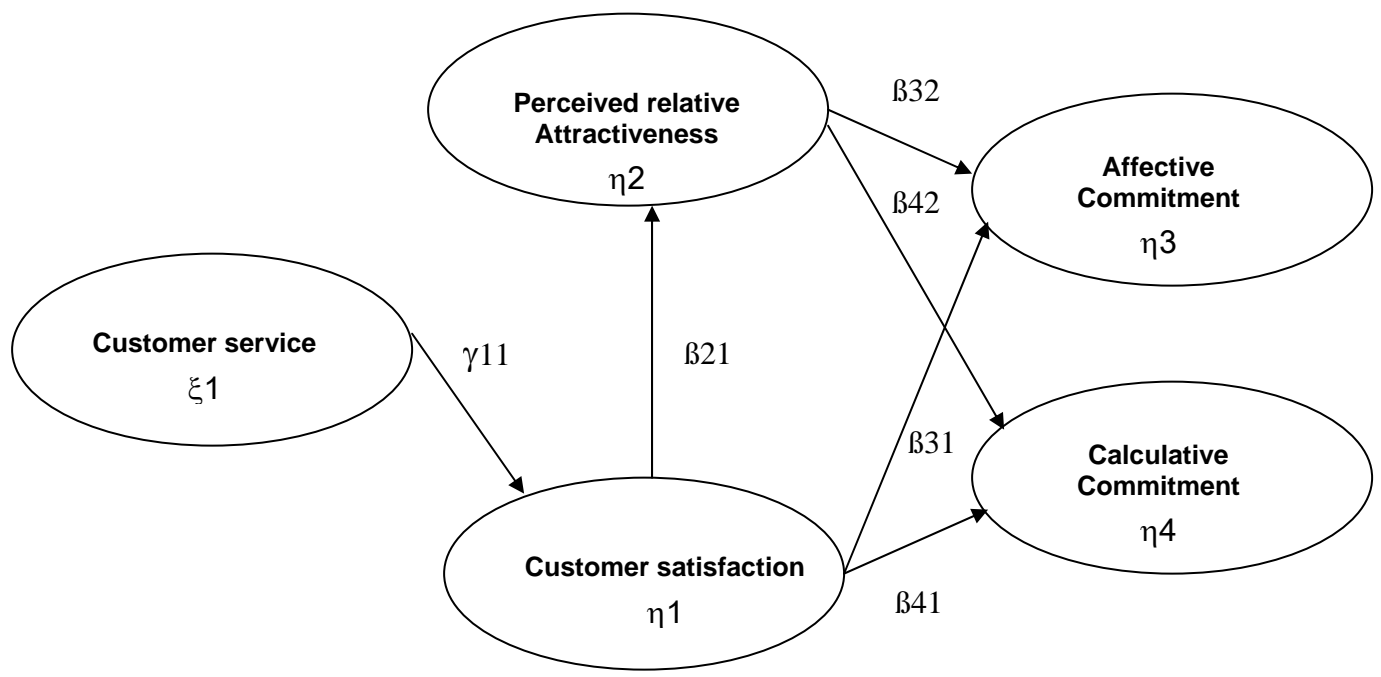 Perceived relative
Attractiveness
η2
ß32
Affective
Commitment
η3
ß42
Customer service
ξ1
γ11
ß21
ß31
Calculative
Commitment
η4
Customer satisfaction
η1
ß41